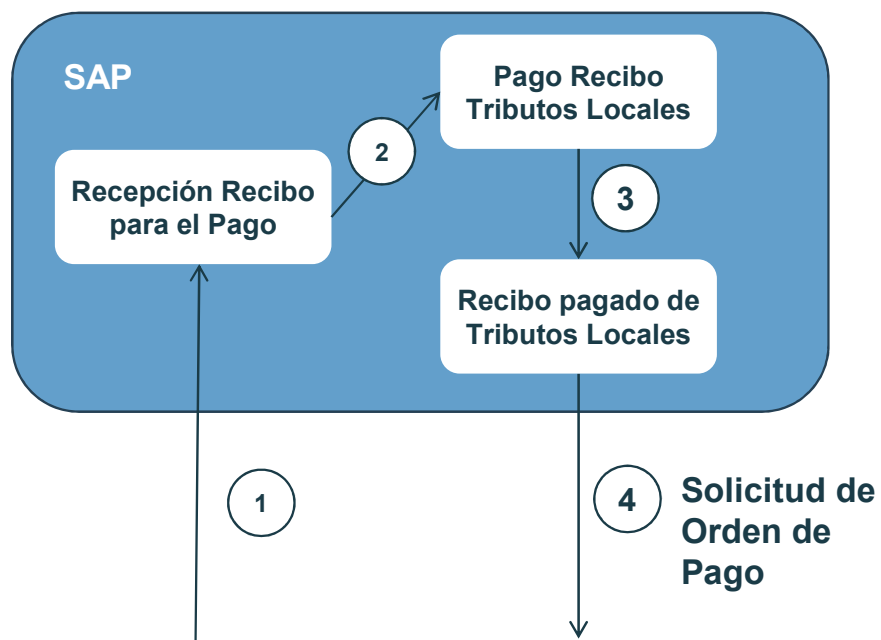 SAP
Pago Recibo
Tributos Locales
2
Recepción Recibo
para el Pago
3
Recibo pagado de
Tributos Locales
1
4
Solicitud de
Orden de
Pago